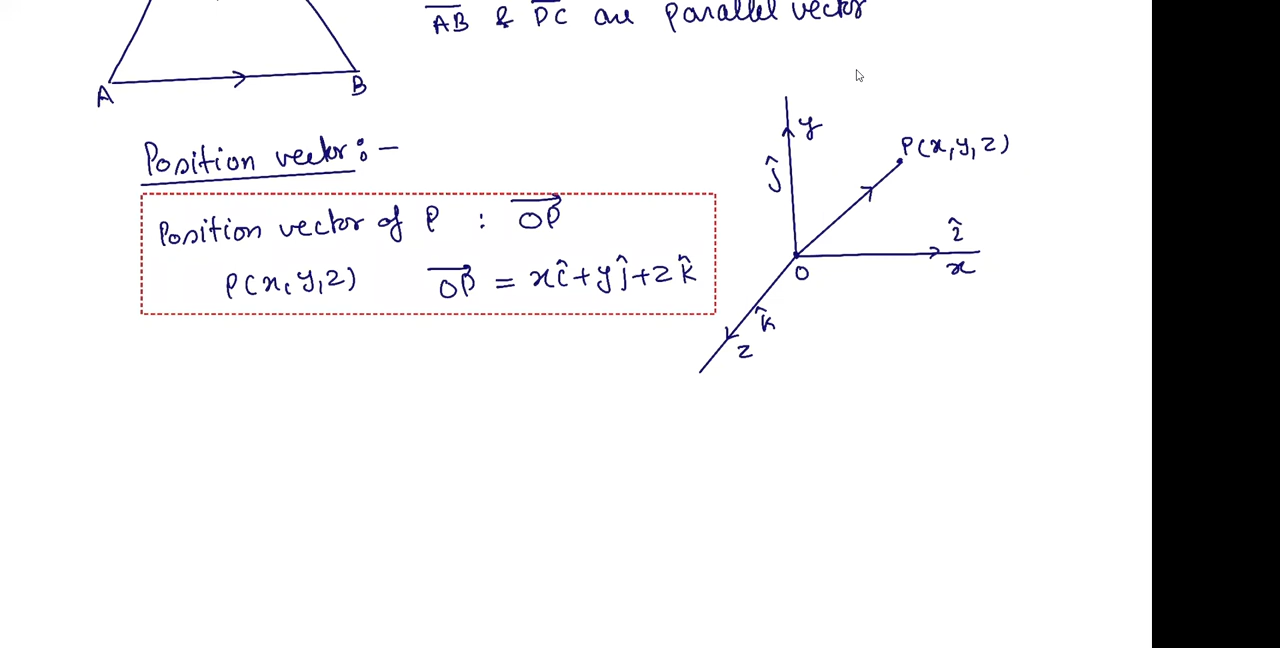 AB & DC are parallel vector
A
B
Position vector :-
Position vector of P : OP
P(x, y, z) OP = xî + yĵ + zk̂
y
ĵ
P(x, y, z)
î
x
O
k̂
z